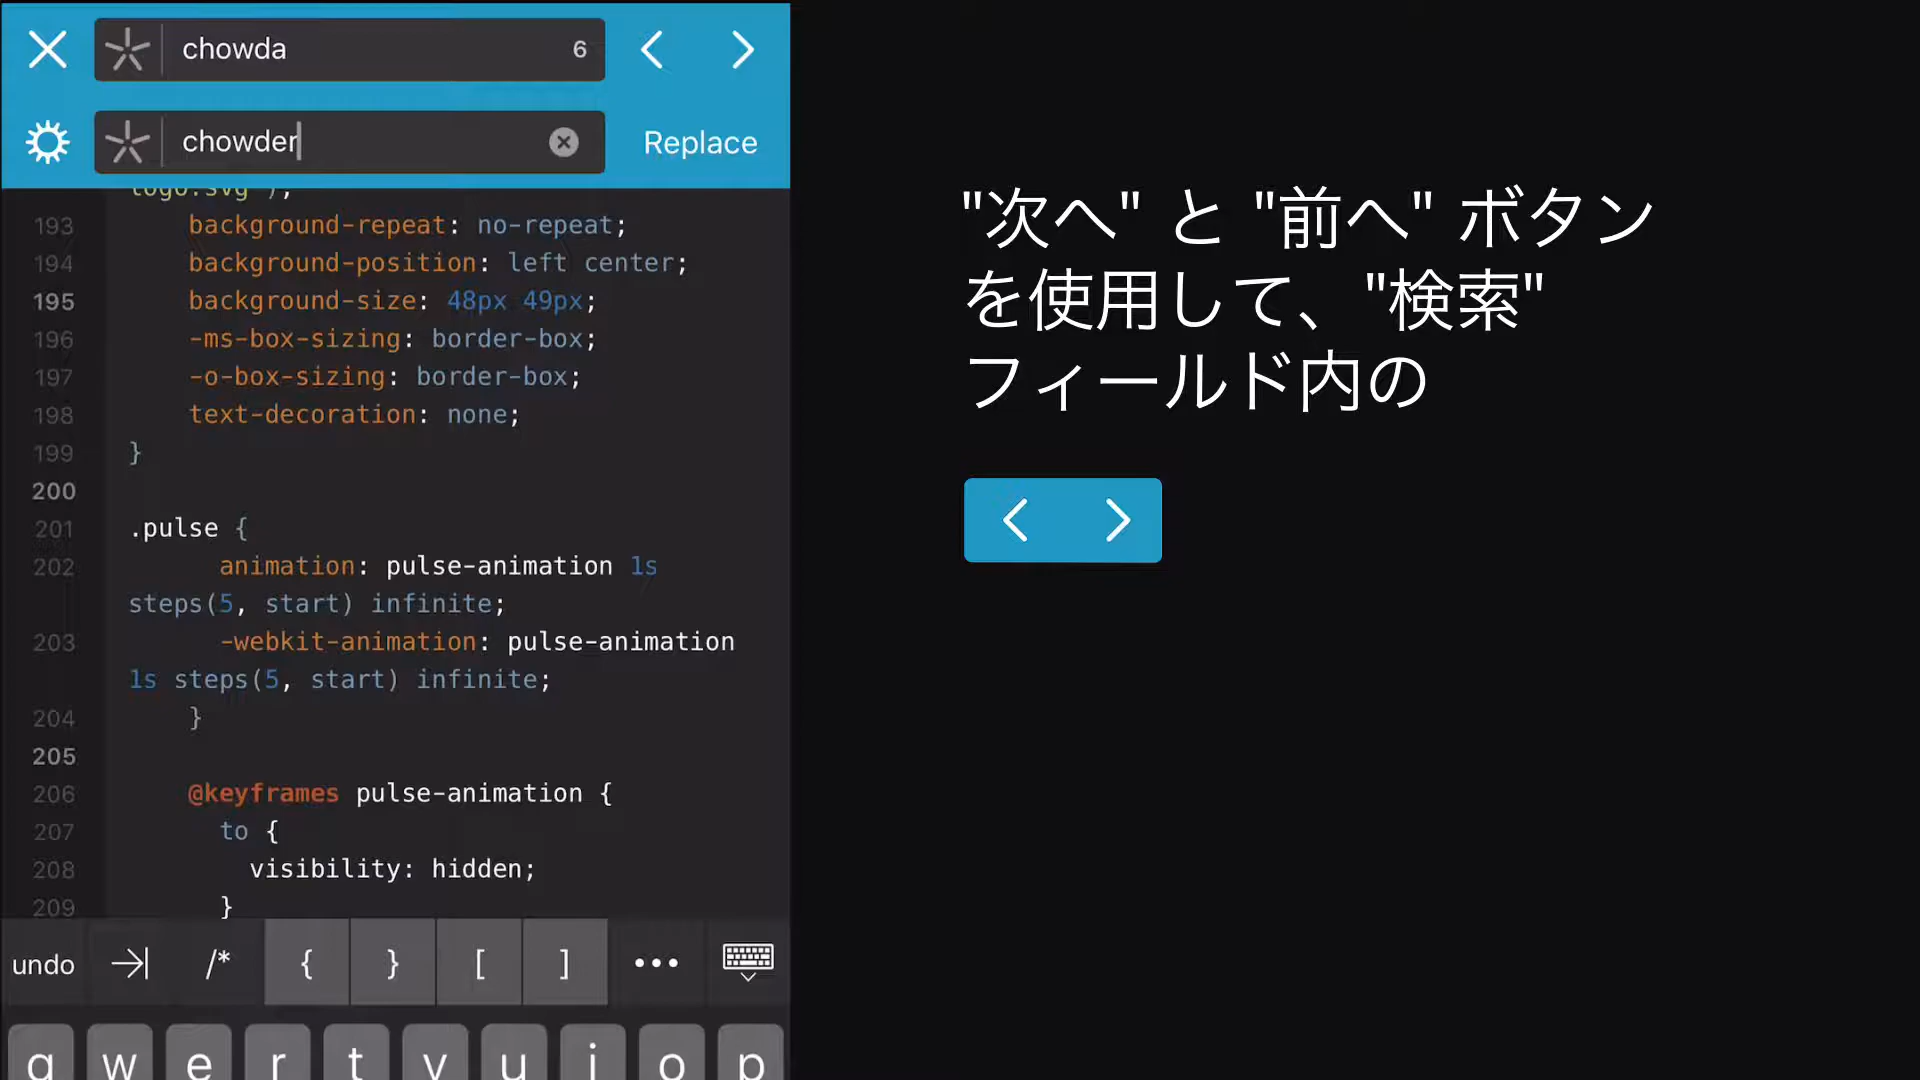 chowda 6
chowder Replace
logo.svg");
193 background-repeat: no-repeat;
194 background-position: left center;
195 background-size: 48px 49px;
196 -ms-box-sizing: border-box;
197 -o-box-sizing: border-box;
198 text-decoration: none;
199 }
200
201 .pulse {
202 animation: pulse-animation 1s
steps(5, start) infinite;
203 -webkit-animation: pulse-animation
1s steps(5, start) infinite;
204 }
205
206 @keyframes pulse-animation {
207 to {
208 visibility: hidden;
209 }
undo /* { } [ ] •••
q w e r t y u i o p
"次へ" と "前へ" ボタン
を使用して、"検索"
フィールド内の